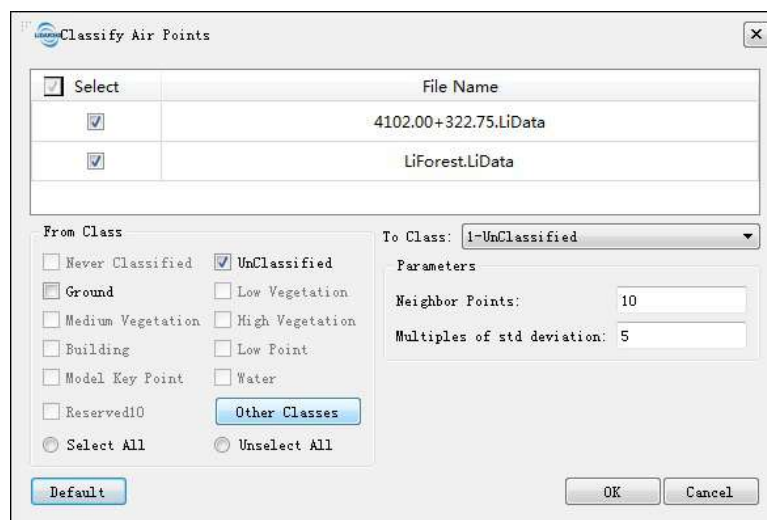 Classify Air Points
Select File Name
4102.00+322.75.LiData
LiForest.LiData
From Class
To Class: 1-UnClassified
Never Classified UnClassified
Parameters
Ground Low Vegetation
Neighbor Points: 10
Medium Vegetation High Vegetation
Multiples of std deviation: 5
Building Low Point
Model Key Point Water
Reserved10 Other Classes
Select All Unselect All
Default OK Cancel